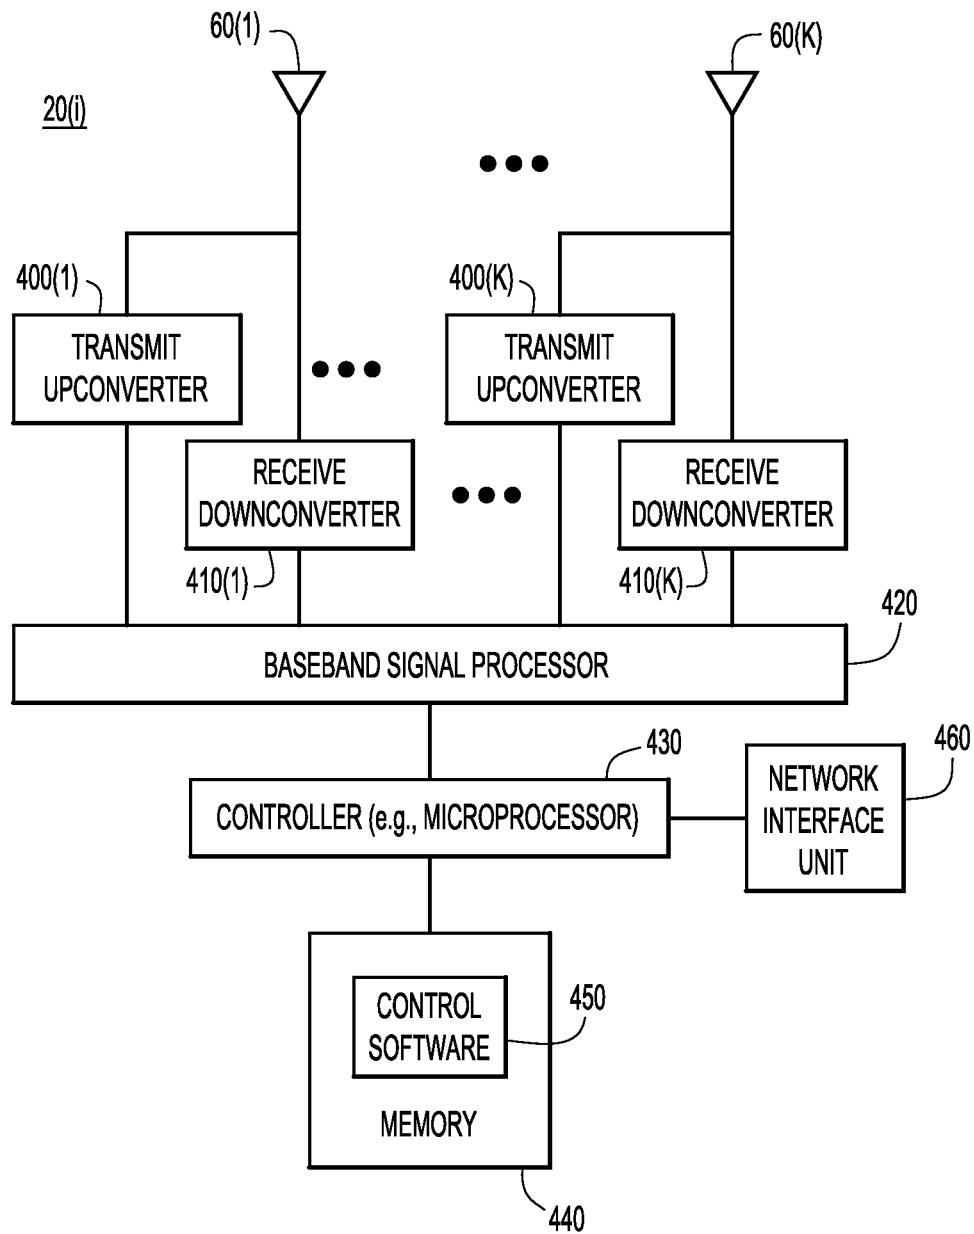 60(1)
60(K)
20(i)
400(1)
400(K)
TRANSMIT
UPCONVERTER
TRANSMIT
UPCONVERTER
RECEIVE
DOWNCONVERTER
RECEIVE
DOWNCONVERTER
410(1)
410(K)
420
BASEBAND SIGNAL PROCESSOR
430
460
CONTROLLER (e.g., MICROPROCESSOR)
NETWORK
INTERFACE
UNIT
CONTROL
SOFTWARE
450
MEMORY
440